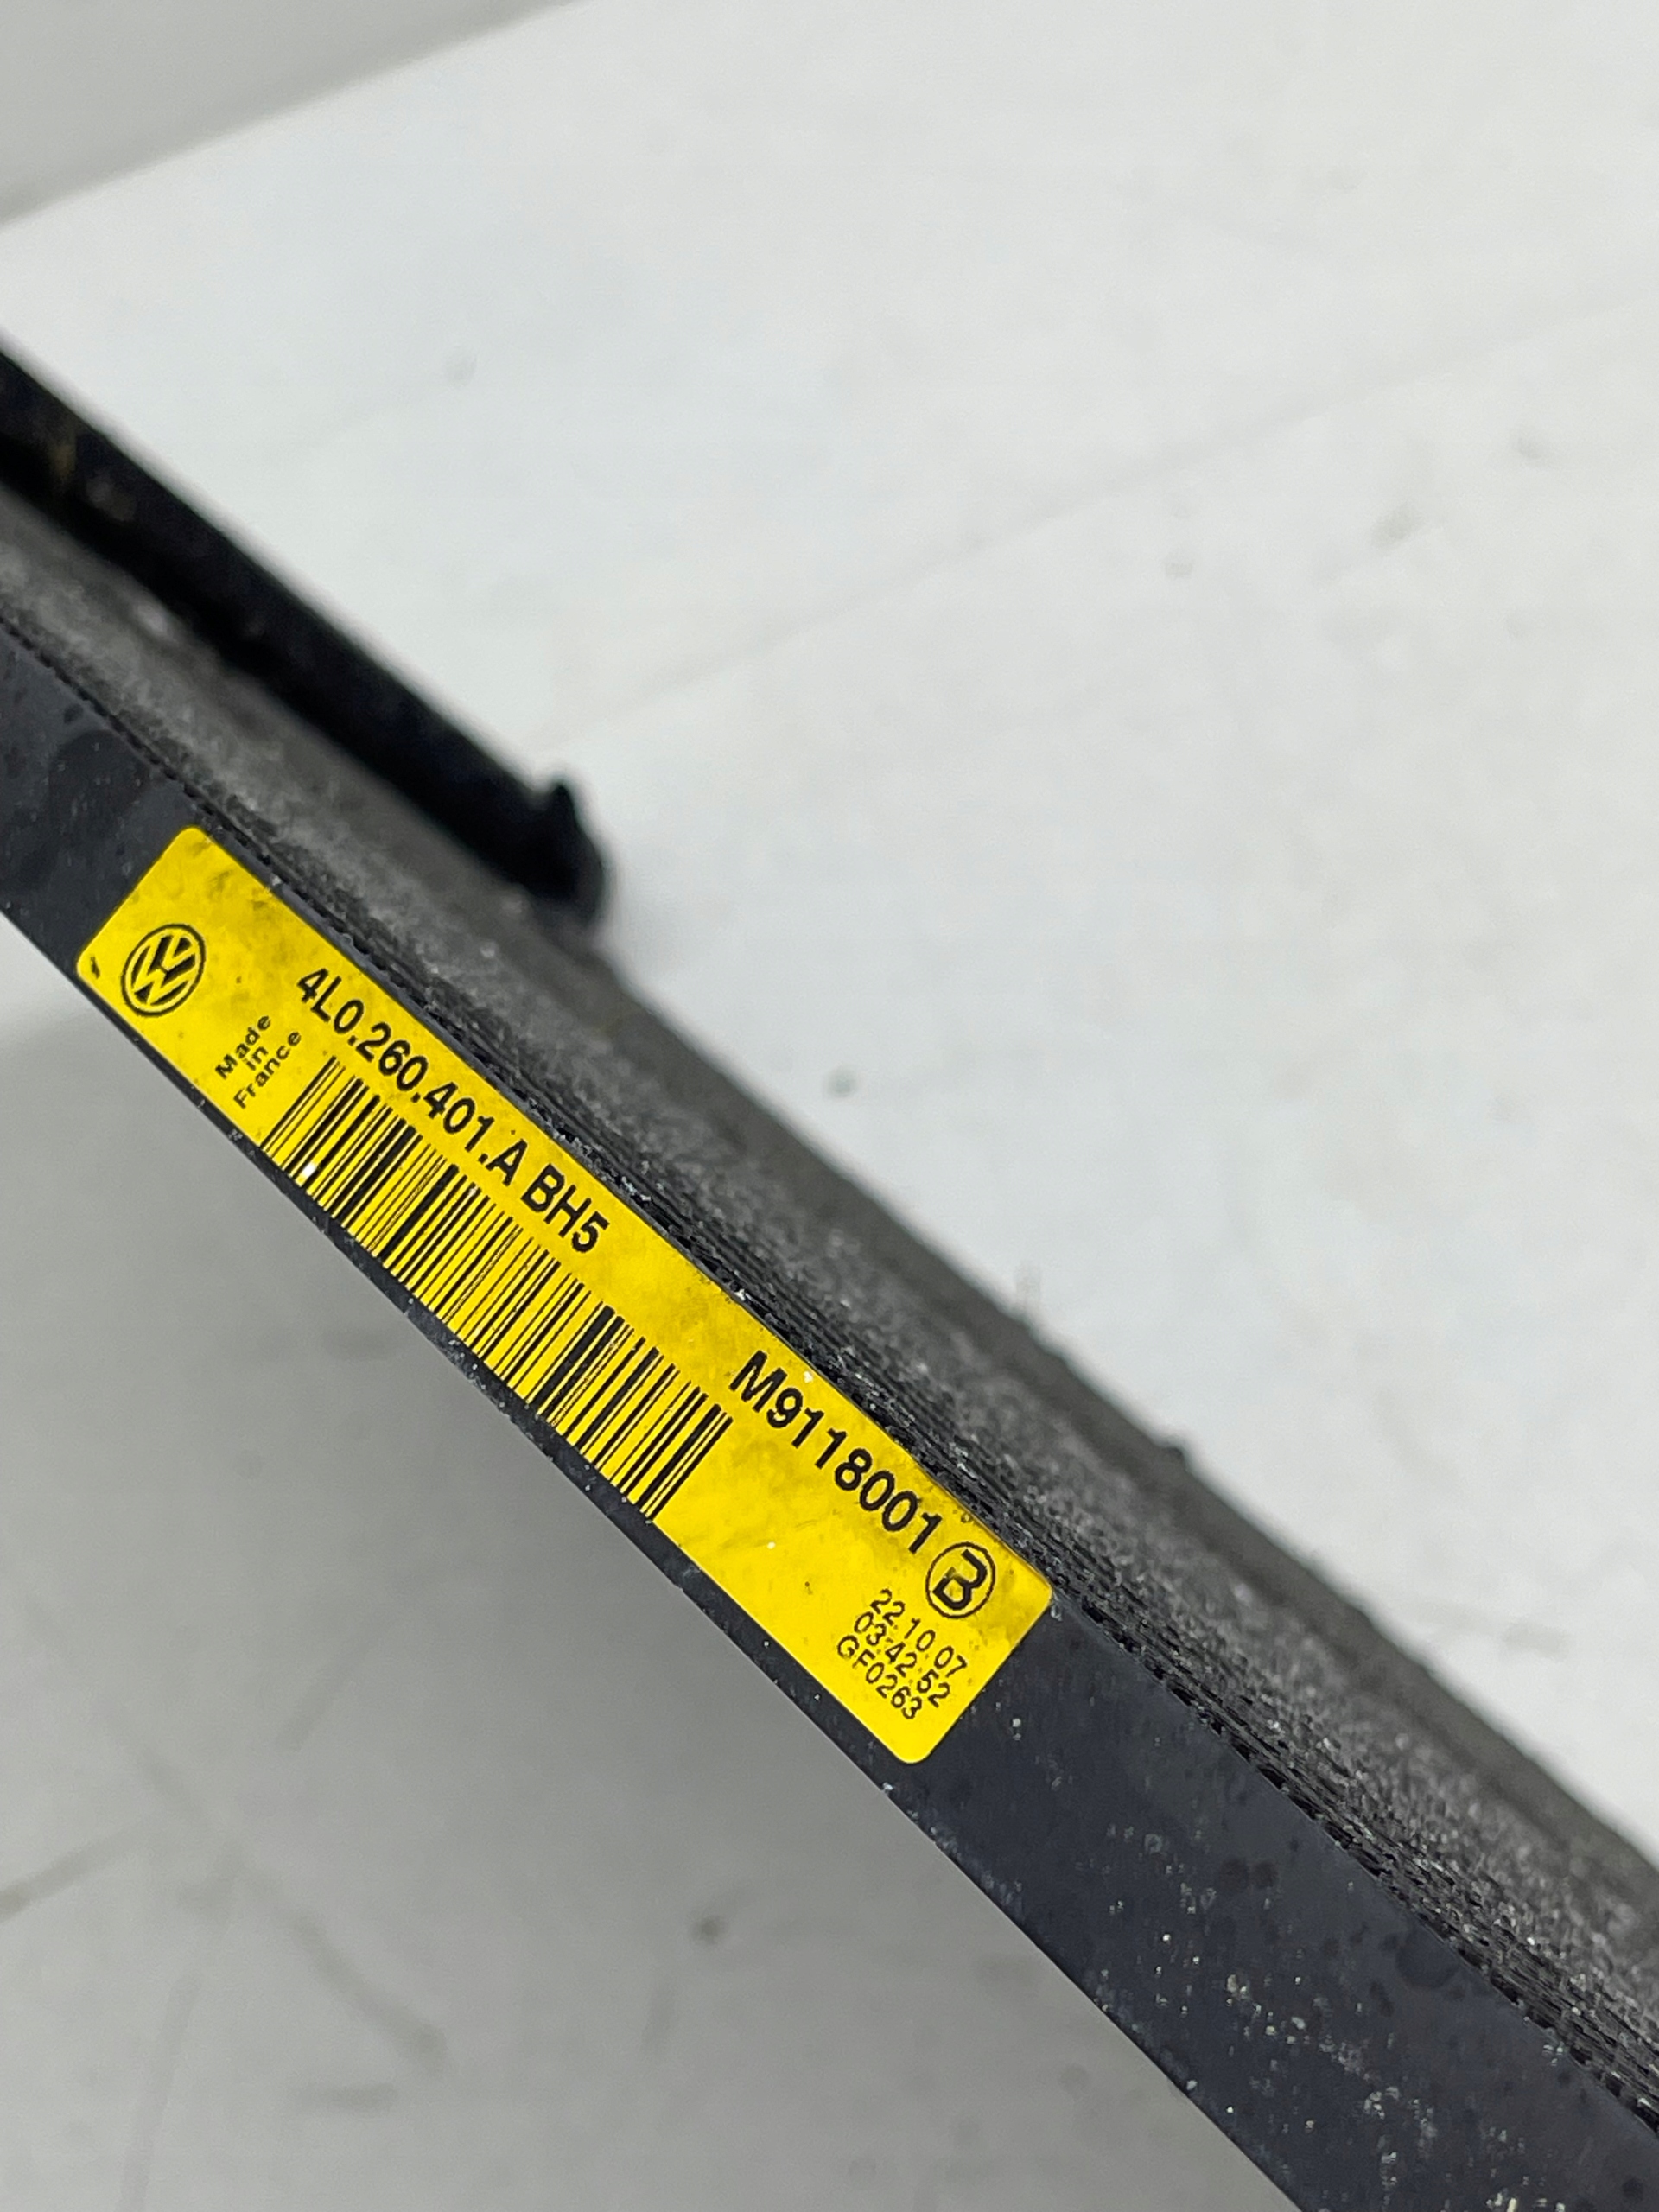 4L0.260.401.A BH5
Made
in
France
M9118001 B
22.10.07
03:42:52
GF0263